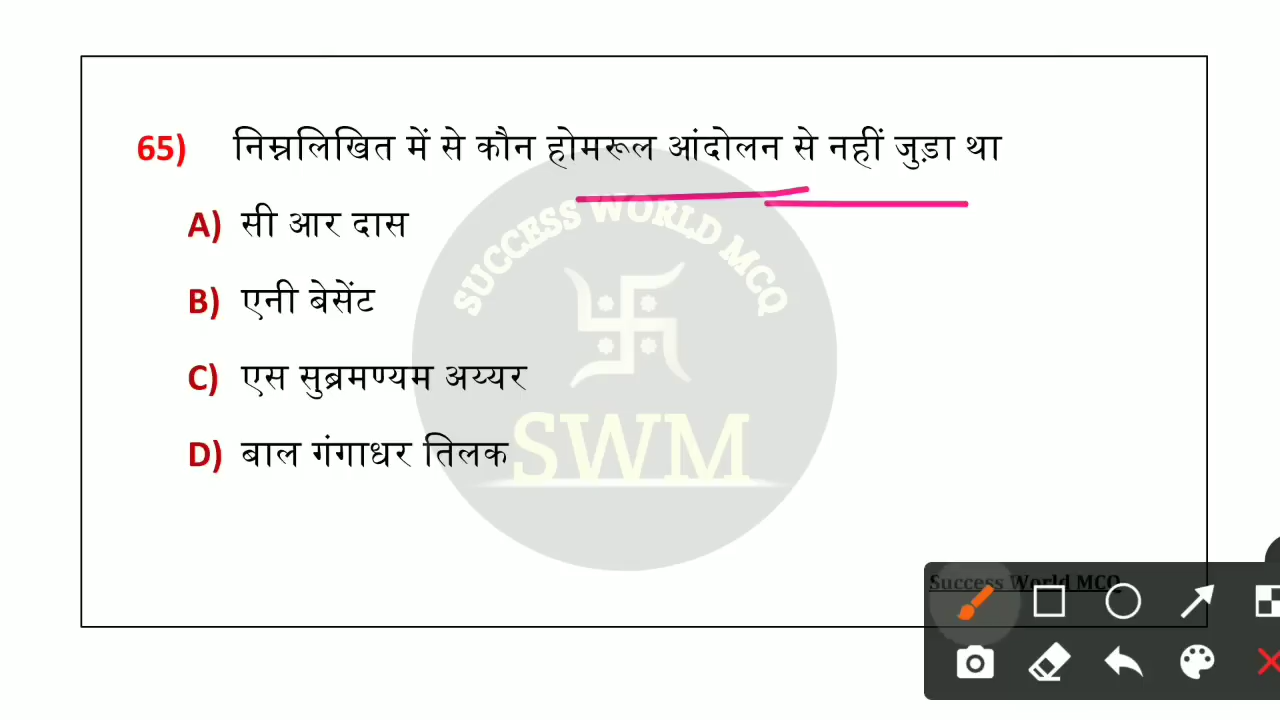 65) निम्नलिखित में से कौन होमरूल आंदोलन से नहीं जुड़ा था
A) सी आर दास
B) एनी बेसेंट
C) एस सुब्रमण्यम अय्यर
D) बाल गंगाधर तिलक
SUCCESS WORLD MCQ
SWM
Success World MCQ